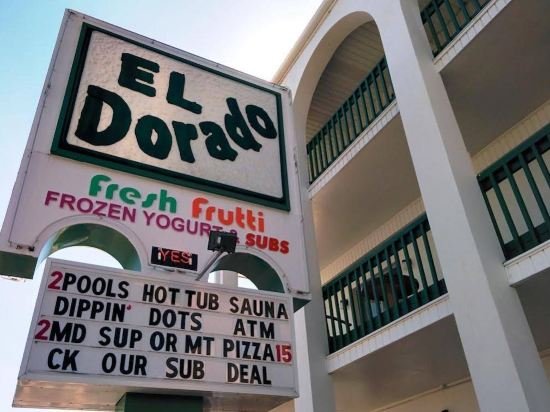 EL
Dorado
Fresh Frutti
FROZEN YOGURT & SUBS
YES
2POOLS HOT TUB SAUNA
DIPPIN' DOTS ATM
2MD SUP OR MT PIZZA15
CK OUR SUB DEAL